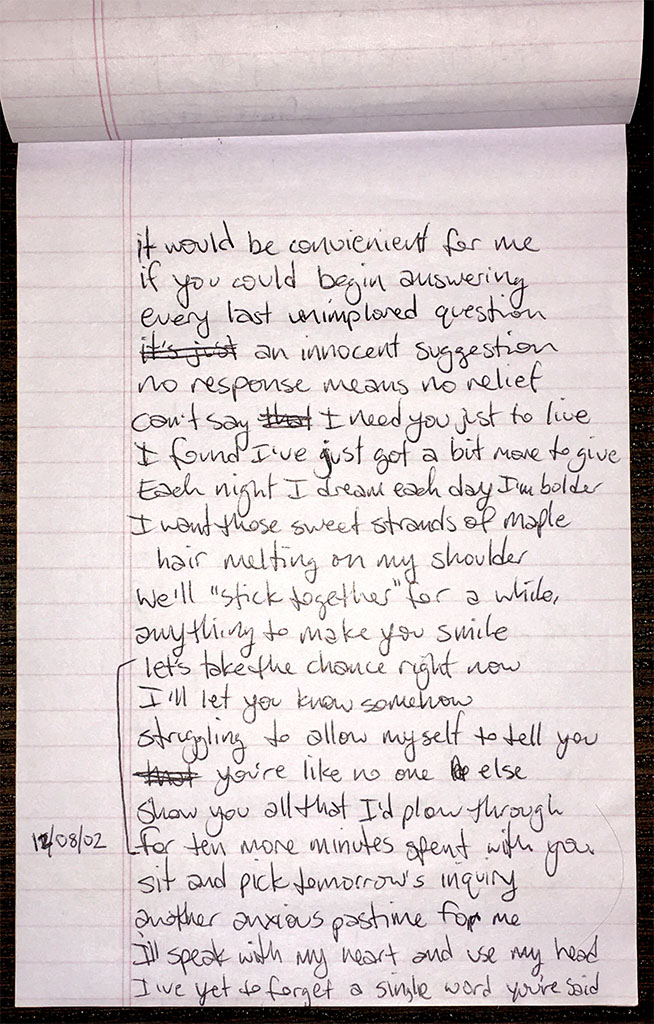 it would be convienient for me
if you could begin answering
every last unimplored question
it's just an innocent suggestion
no response means no relief
can't say that I need you just to live
I found I've just got a bit more to give
Each night I dream each day I'm bolder
I want those sweet strands of maple
hair melting on my shoulder
we'll "stick together" for a while,
anything to make you smile
let's take the chance right now
I'll let you know somehow
struggling to allow myself to tell you
that you're like no one else
show you all that I'd plow through
12/08/02 for ten more minutes spent with you
sit and pick tomorrow's inquiry
another anxious pastime for me
I'll speak with my heart and use my head
I've yet to forget a single word you're said